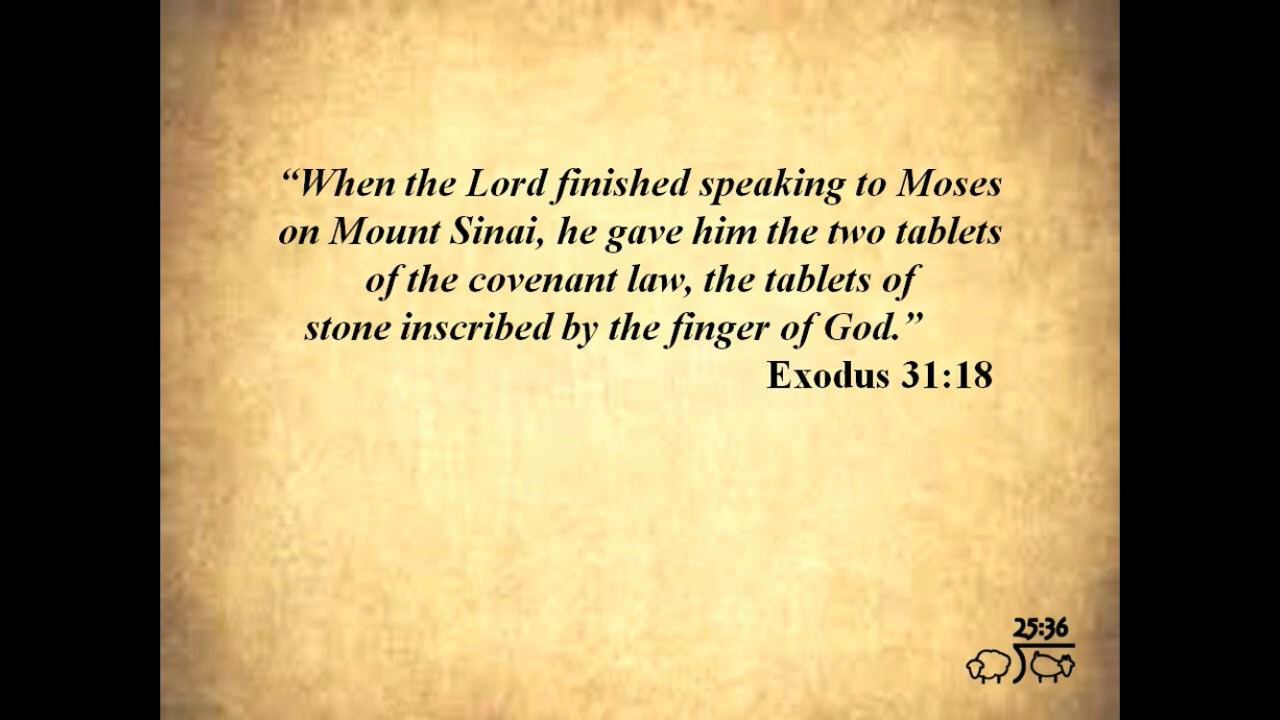 “When the Lord finished speaking to Moses
on Mount Sinai, he gave him the two tablets
of the covenant law, the tablets of
stone inscribed by the finger of God.”
Exodus 31:18
25:36